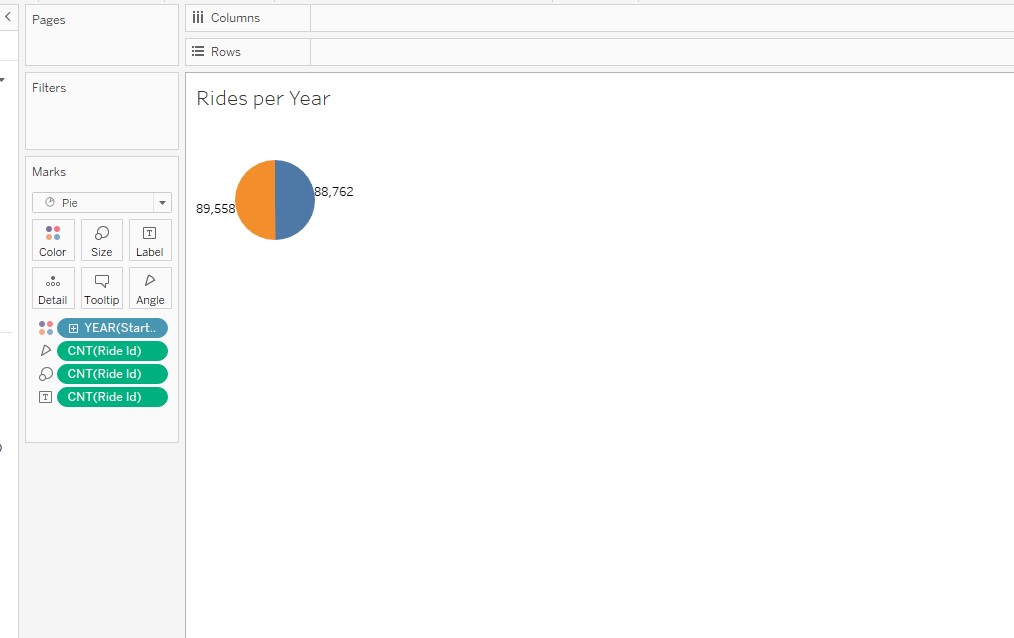 Pages
Columns
Rows
Filters
Rides per Year
Marks
Pie
Color Size Label
Detail Tooltip Angle
YEAR(Start..
CNT(Ride Id)
CNT(Ride Id)
CNT(Ride Id)
88,762
89,558